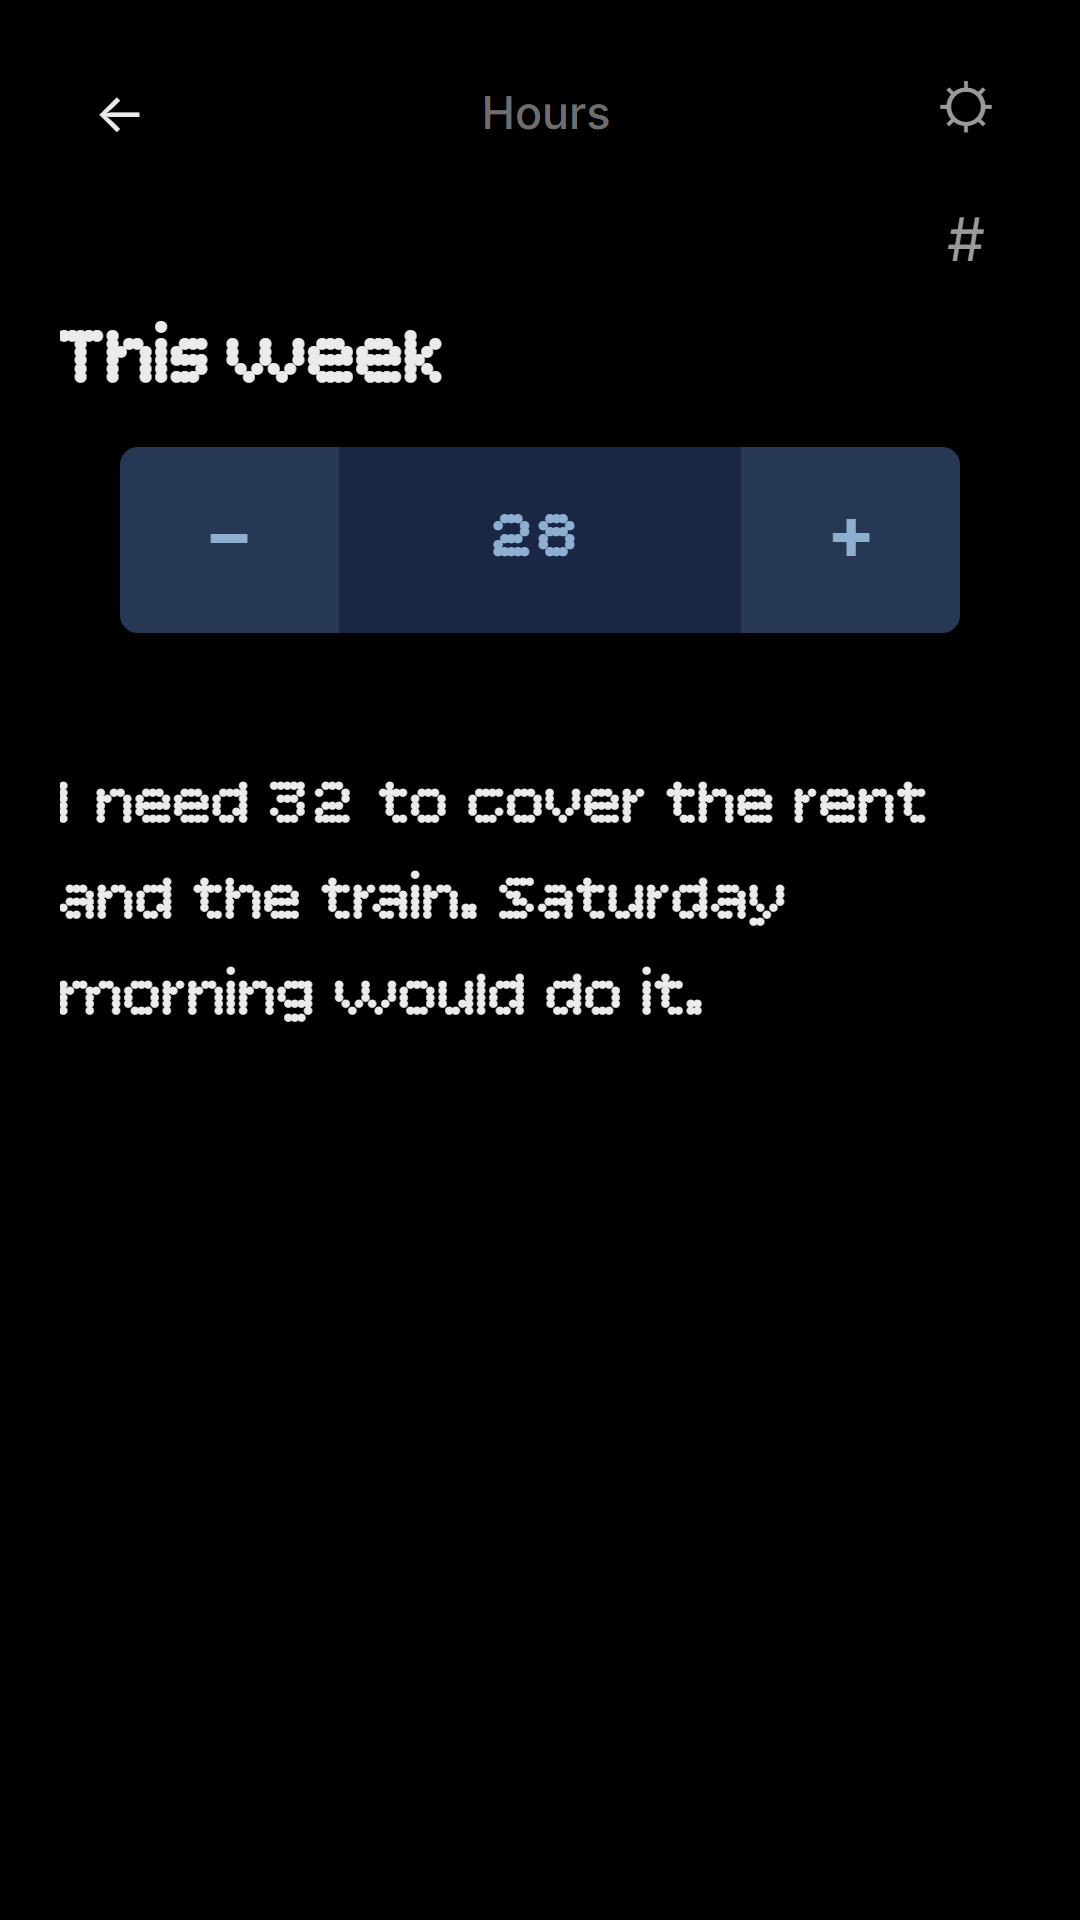 Hours
#
This week
− 28 +
I need 32 to cover the rent
and the train. Saturday
morning would do it.